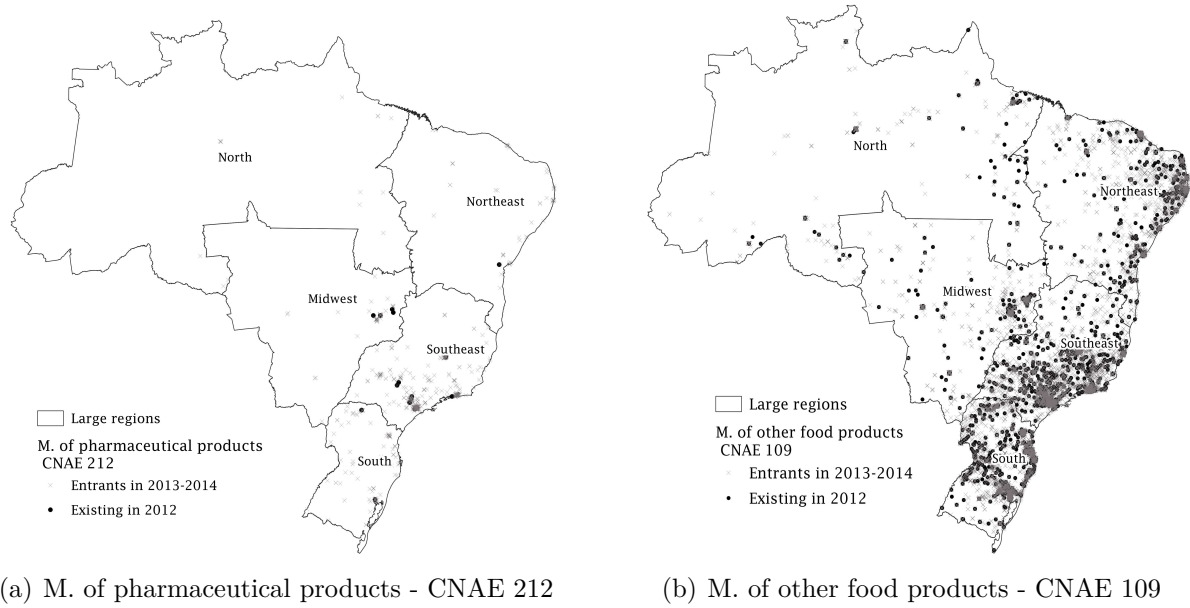 North
Northeast
Midwest
Southeast
South
Large regions
M. of pharmaceutical products
CNAE 212
Entrants in 2013-2014
Existing in 2012
(a) M. of pharmaceutical products - CNAE 212
North
Northeast
Midwest
Southeast
South
Large regions
M. of other food products
CNAE 109
Entrants in 2013-2014
Existing in 2012
(b) M. of other food products - CNAE 109